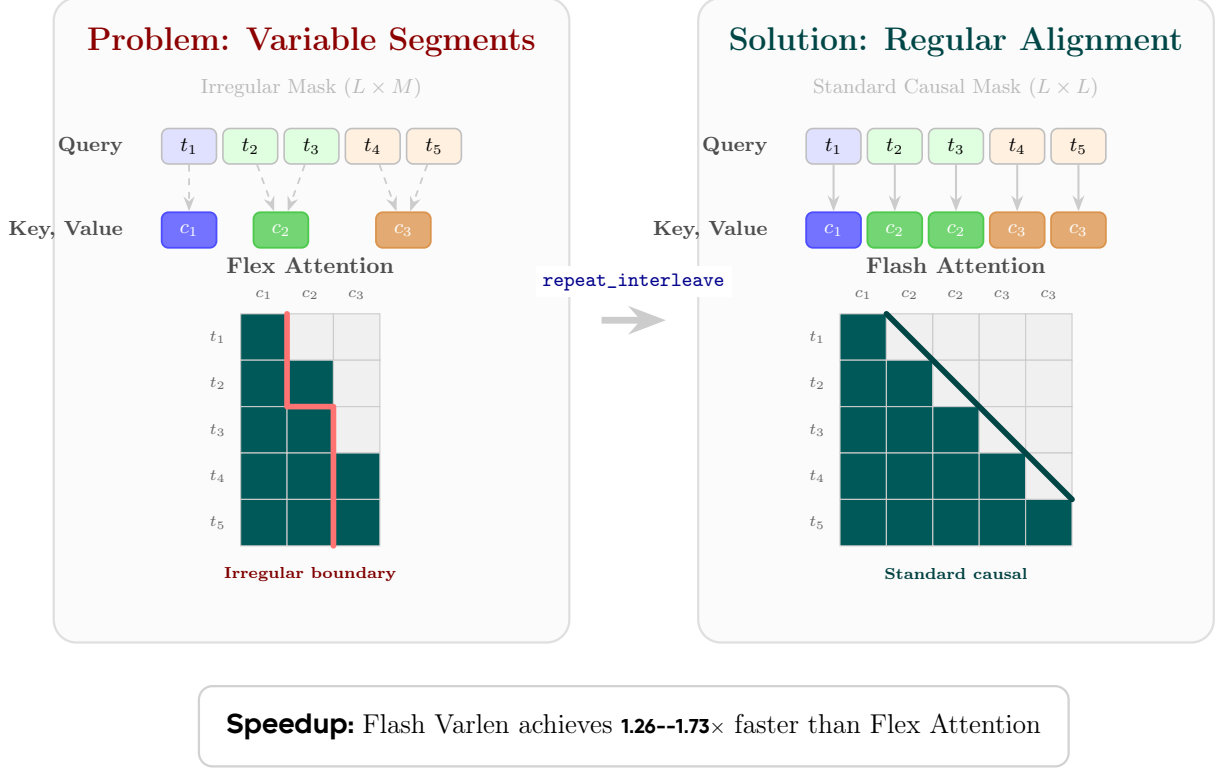 Problem: Variable Segments
Irregular Mask (L × M)
Query t₁ t₂ t₃ t₄ t₅
Key, Value c₁ c₂ c₃
Flex Attention
c₁ c₂ c₃
t₁
t₂
t₃
t₄
t₅
Irregular boundary
repeat_interleave
Solution: Regular Alignment
Standard Causal Mask (L × L)
Query t₁ t₂ t₃ t₄ t₅
Key, Value c₁ c₂ c₂ c₃ c₃
Flash Attention
c₁ c₂ c₂ c₃ c₃
t₁
t₂
t₃
t₄
t₅
Standard causal
Speedup: Flash Varlen achieves 1.26--1.73× faster than Flex Attention